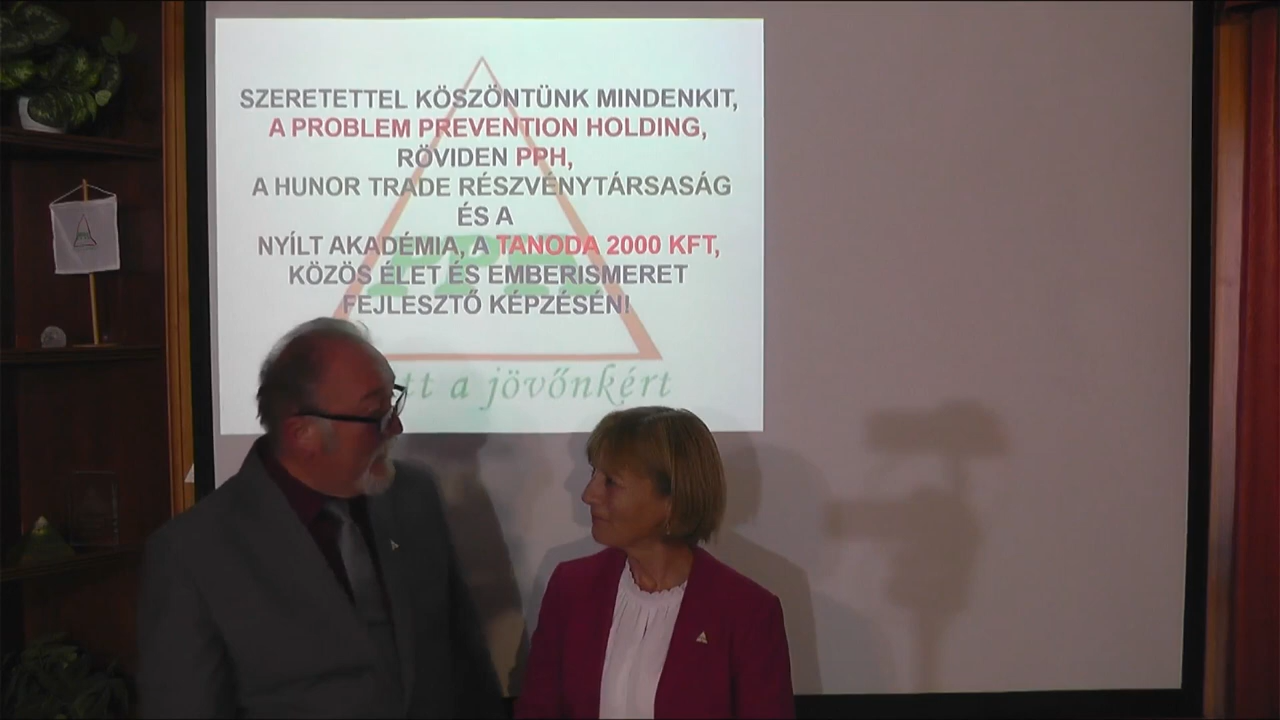 SZERETETTEL KÖSZÖNTÜNK MINDENKIT,
A PROBLEM PREVENTION HOLDING,
RÖVIDEN PPH,
A HUNOR TRADE RÉSZVÉNYTÁRSASÁG
ÉS A
NYÍLT AKADÉMIA, A TANODA 2000 KFT,
KÖZÖS ÉLET ÉS EMBERISMERET
FEJLESZTŐ KÉPZÉSÉN!
PPH
a jövőnkért